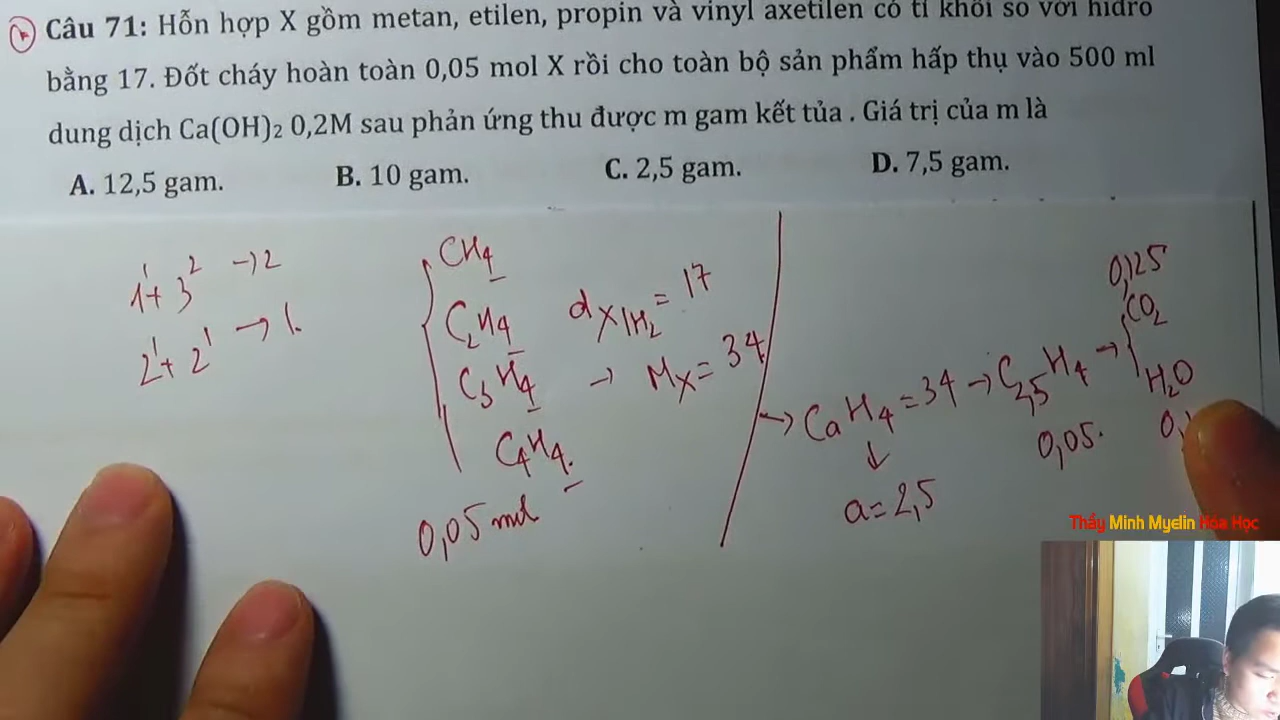 Câu 71: Hỗn hợp X gồm metan, etilen, propin và vinyl axetilen có tỉ khối so với hidro
bằng 17. Đốt cháy hoàn toàn 0,05 mol X rồi cho toàn bộ sản phẩm hấp thụ vào 500 ml
dung dịch Ca(OH)₂ 0,2M sau phản ứng thu được m gam kết tủa . Giá trị của m là
A. 12,5 gam. B. 10 gam. C. 2,5 gam. D. 7,5 gam.
1¹ + 3² → 2
2¹ + 2¹ → 1.
CH₄
C₂H₄
C₃H₄
C₄H₄.
0,05 mol
dX/H₂ = 17
→ MX = 34
→ CaH₄ = 34 → C₂,₅H₄ →
↓
a = 2,5
0,05.
0,125
CO₂
H₂O
Thầy Minh Myelin Hóa Học